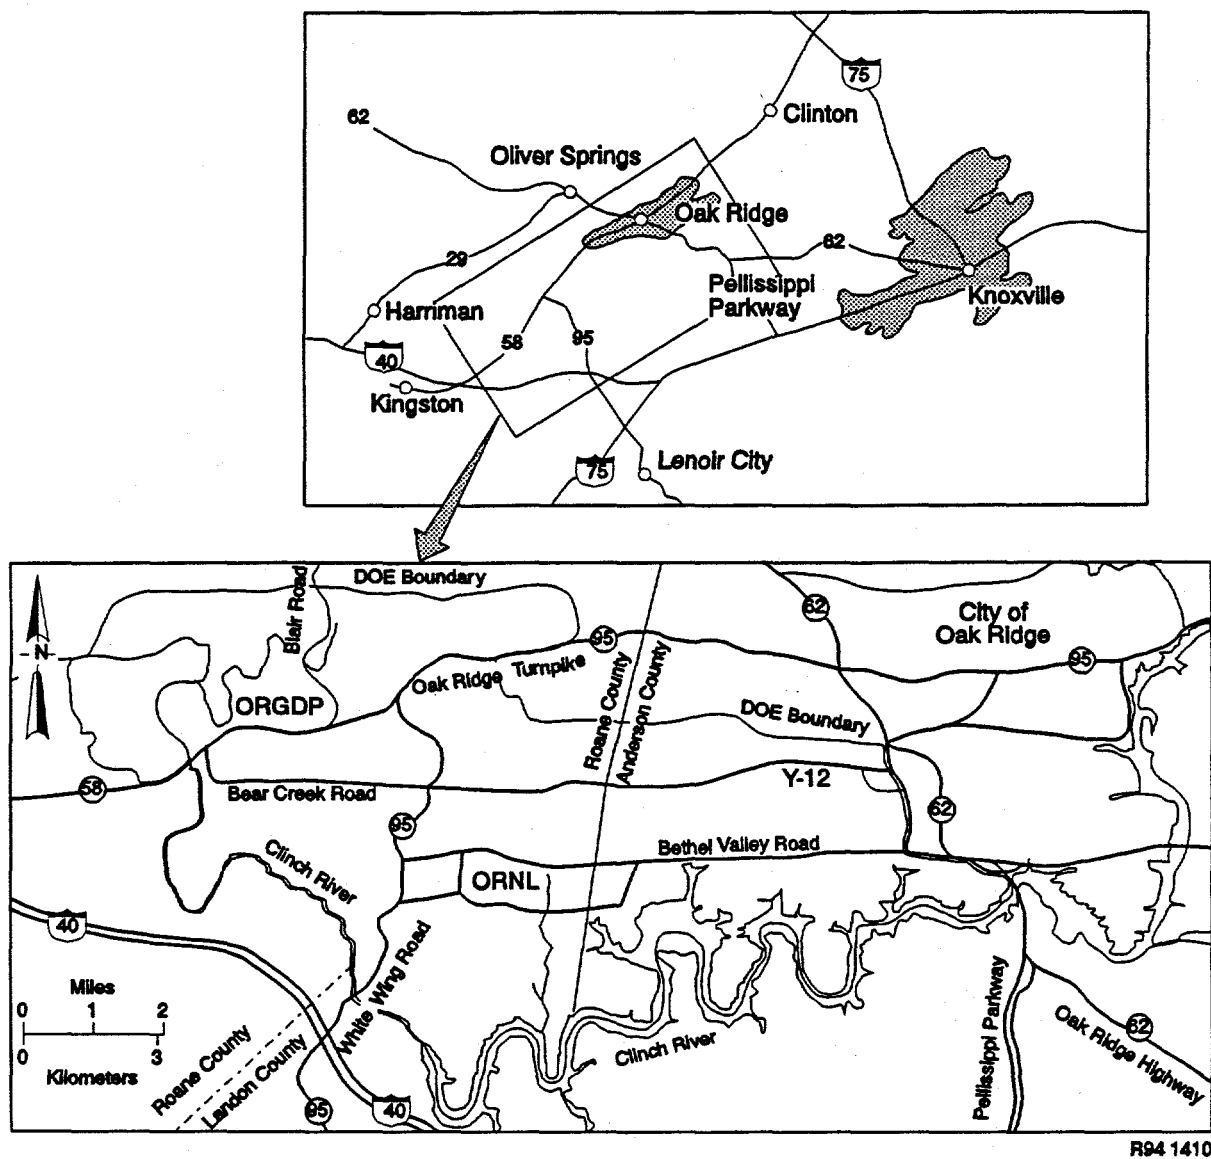 75
Clinton
62
Oliver Springs
Oak Ridge
62
29
Pellissippi
Parkway
Knoxville
Harriman
58
95
40
Kingston
75
Lenoir City
DOE Boundary
Blair Road
62
City of
Oak Ridge
N
95
95
Oak Ridge Turnpike
Roane County
Anderson County
ORGDP
DOE Boundary
58
Bear Creek Road
Y-12
62
95
Bethel Valley Road
Clinch River
ORNL
40
White Wing Road
Miles
0 1 2
0 3
Kilometers
Roane County
Landon County
Clinch River
Pellissippi Parkway
62
Oak Ridge Highway
95
40
R94 1410